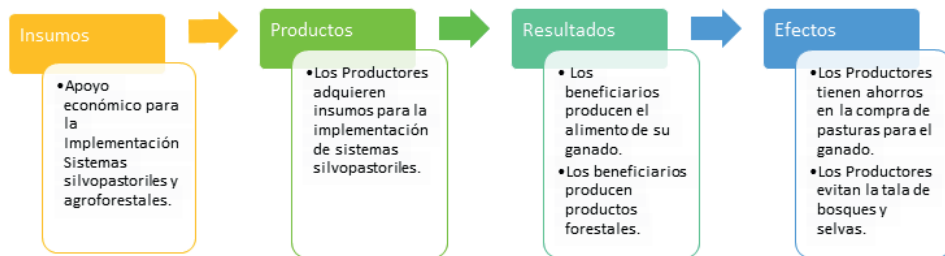 Insumos
•Apoyo
económico para
la
Implementación
Sistemas
silvopastoriles y
agroforestales.
Productos
•Los Productores
adquieren
insumos para la
implementación
de sistemas
silvopastoriles.
Resultados
• Los
beneficiarios
producen el
alimento de su
ganado.
•Los beneficiarios
producen
productos
forestales.
Efectos
•Los Productores
tienen ahorros
en la compra de
pasturas para el
ganado.
•Los Productores
evitan la tala de
bosques y
selvas.